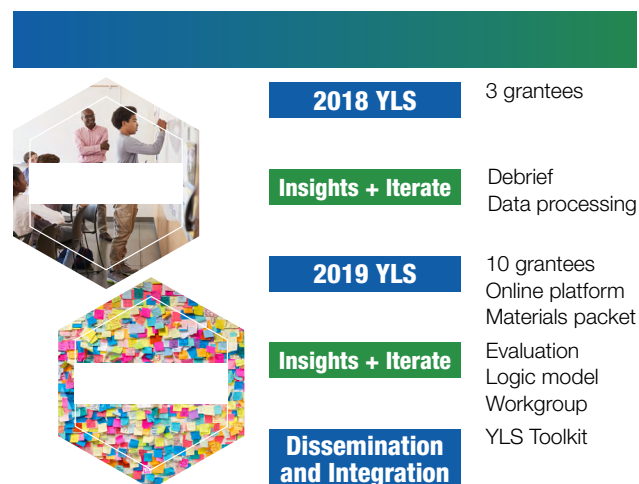 2018 YLS
3 grantees
Insights + Iterate
Debrief
Data processing
2019 YLS
10 grantees
Online platform
Materials packet
Insights + Iterate
Evaluation
Logic model
Workgroup
Dissemination
and Integration
YLS Toolkit